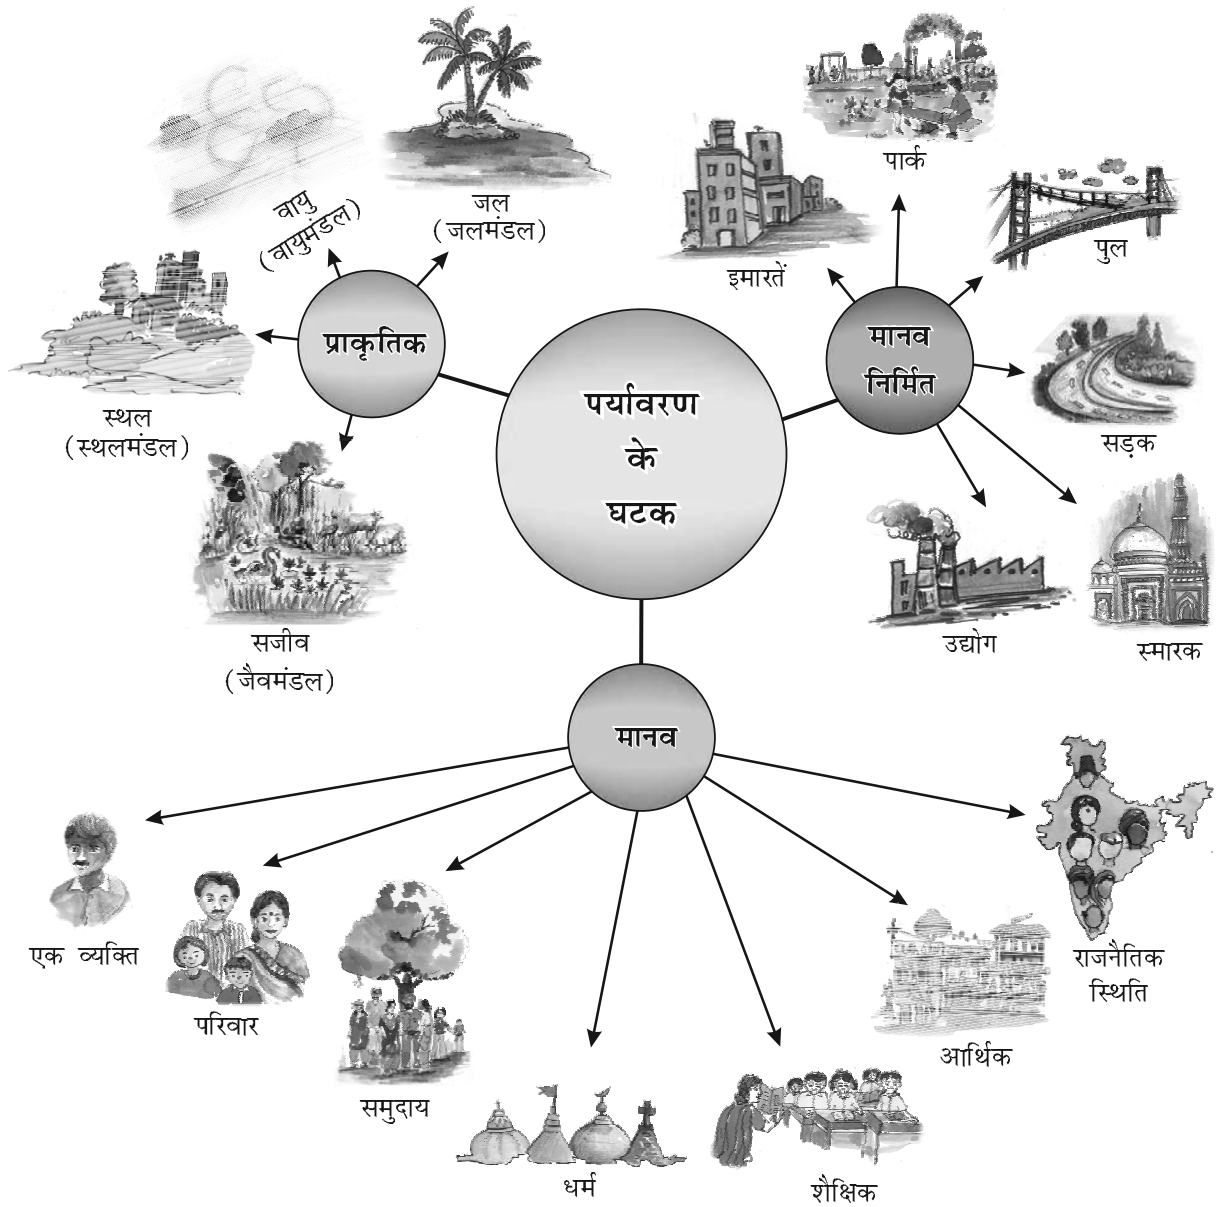 पर्यावरण
के
घटक
प्राकृतिक
वायु
(वायुमंडल)
जल
(जलमंडल)
स्थल
(स्थलमंडल)
सजीव
(जैवमंडल)
मानव
निर्मित
इमारतें
पार्क
पुल
सड़क
स्मारक
उद्योग
मानव
एक व्यक्ति
परिवार
समुदाय
धर्म
शैक्षिक
आर्थिक
राजनैतिक
स्थिति